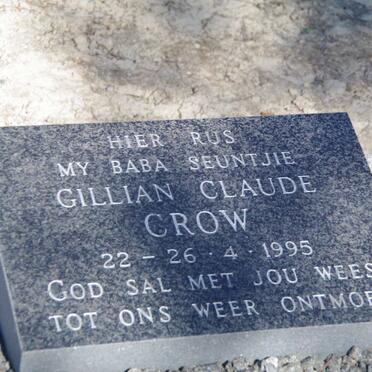 HIER RUS
MY BABA SEUNTJIE
GILLIAN CLAUDE
CROW
22 - 26 · 4 · 1995
GOD SAL MET JOU WEES
TOT ONS WEER